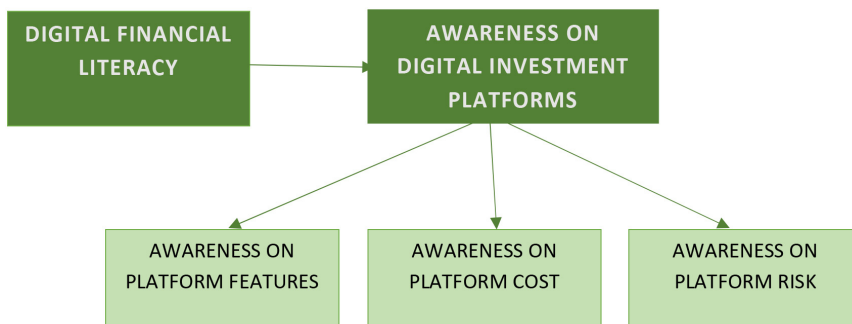 DIGITAL FINANCIAL
LITERACY
AWARENESS ON
DIGITAL INVESTMENT
PLATFORMS
AWARENESS ON
PLATFORM FEATURES
AWARENESS ON
PLATFORM COST
AWARENESS ON
PLATFORM RISK